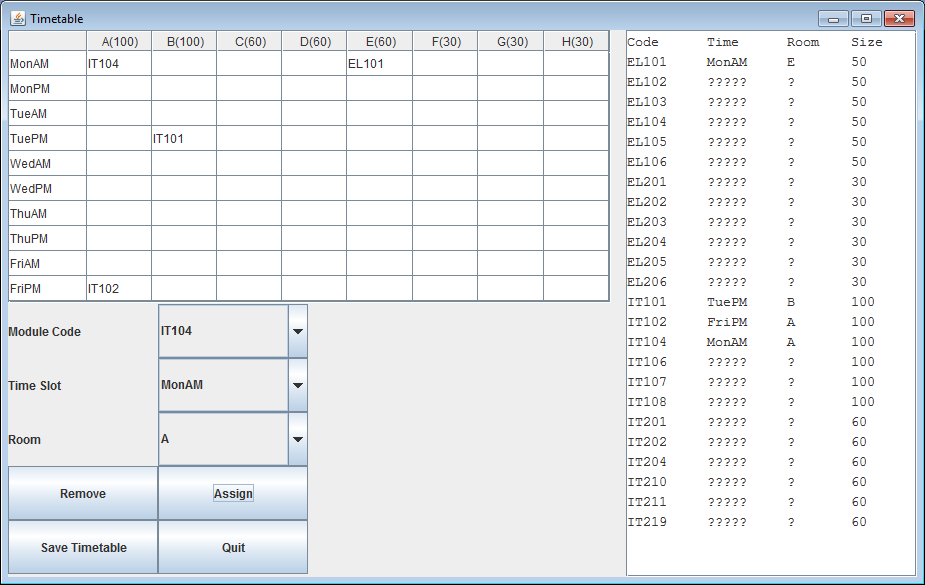 Timetable
A(100) B(100) C(60) D(60) E(60) F(30) G(30) H(30)
MonAM IT104 EL101
MonPM
TueAM
TuePM IT101
WedAM
WedPM
ThuAM
ThuPM
FriAM
FriPM IT102
Module Code IT104
Time Slot MonAM
Room A
Remove Assign
Save Timetable Quit
Code Time Room Size
EL101 MonAM E 50
EL102 ????? ? 50
EL103 ????? ? 50
EL104 ????? ? 50
EL105 ????? ? 50
EL106 ????? ? 50
EL201 ????? ? 30
EL202 ????? ? 30
EL203 ????? ? 30
EL204 ????? ? 30
EL205 ????? ? 30
EL206 ????? ? 30
IT101 TuePM B 100
IT102 FriPM A 100
IT104 MonAM A 100
IT106 ????? ? 100
IT107 ????? ? 100
IT108 ????? ? 100
IT201 ????? ? 60
IT202 ????? ? 60
IT204 ????? ? 60
IT210 ????? ? 60
IT211 ????? ? 60
IT219 ????? ? 60